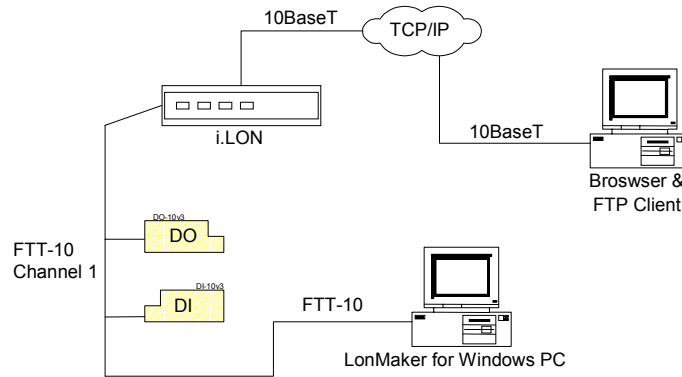 10BaseT
TCP/IP
i.LON
10BaseT
Broswser &
FTP Client
DO-10v3
DO
FTT-10
Channel 1
DI-10v3
DI
FTT-10
LonMaker for Windows PC